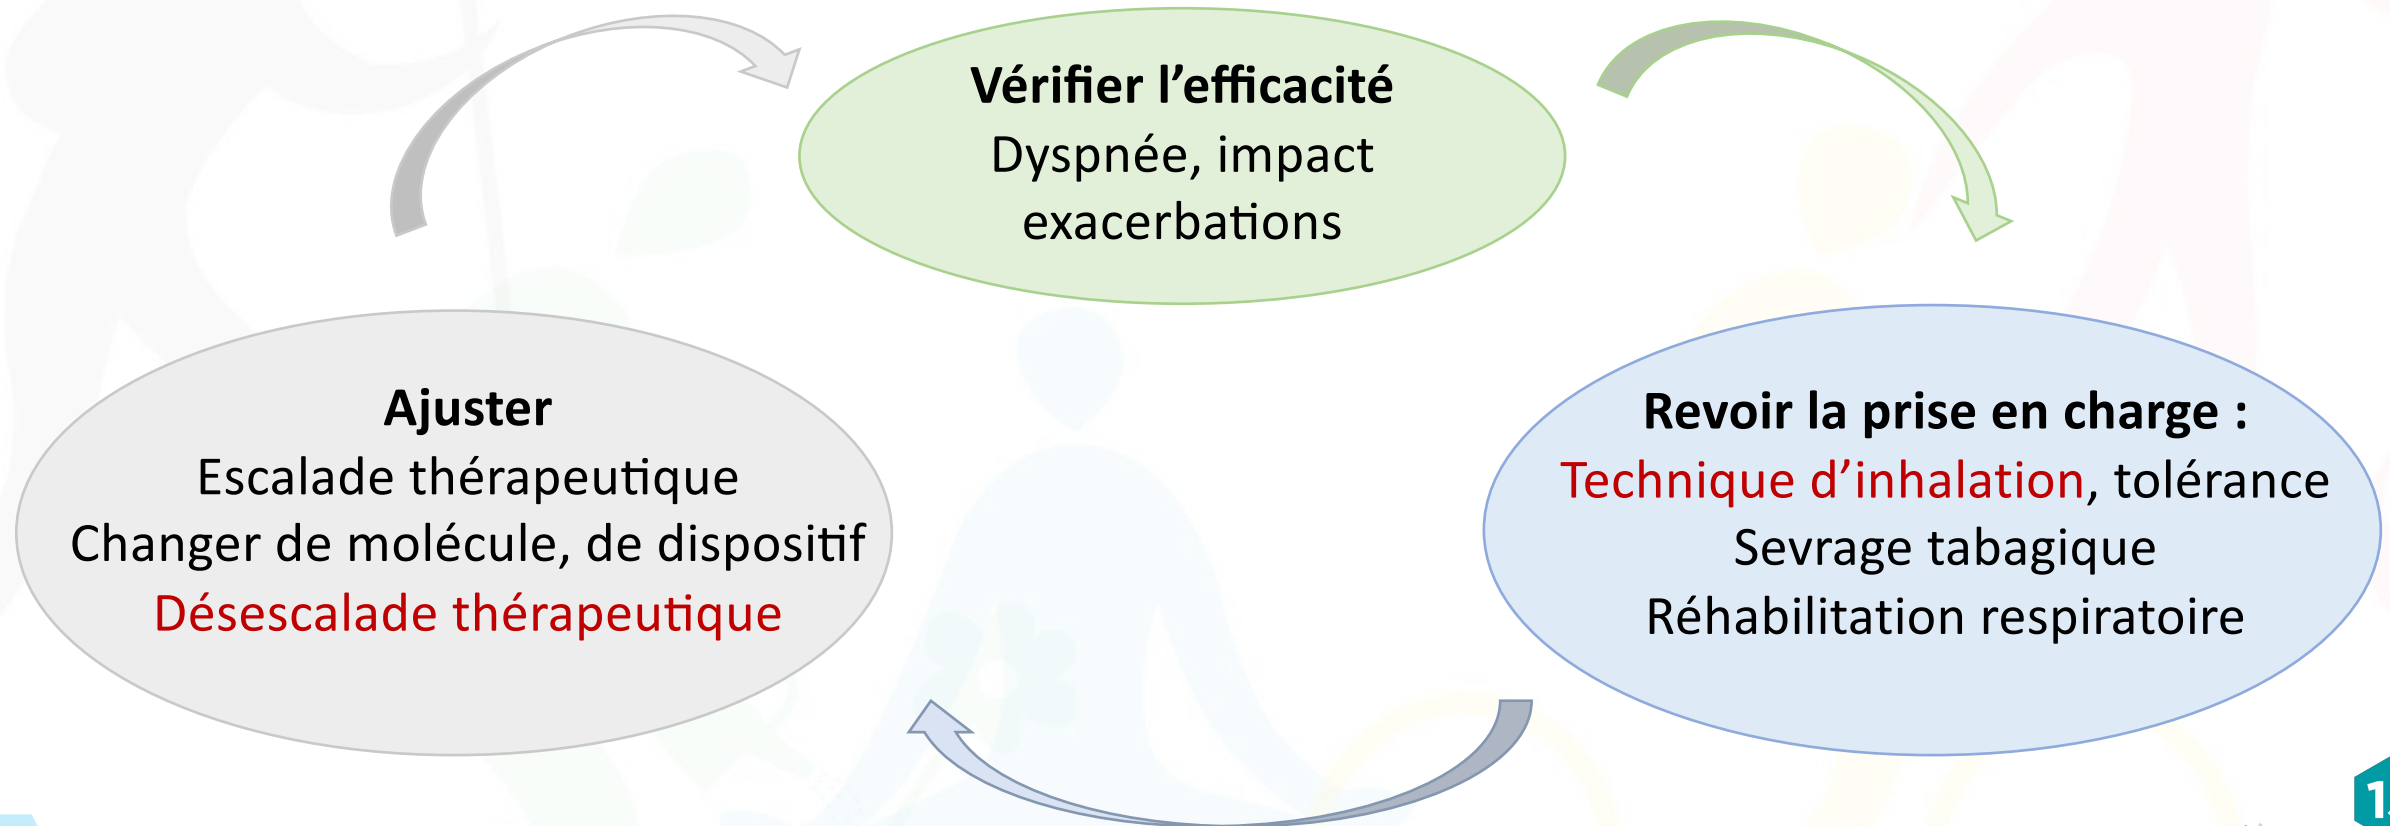 Vérifier l’efficacité
Dyspnée, impact
exacerbations
Ajuster
Escalade thérapeutique
Changer de molécule, de dispositif
Désescalade thérapeutique
Revoir la prise en charge :
Technique d’inhalation, tolérance
Sevrage tabagique
Réhabilitation respiratoire